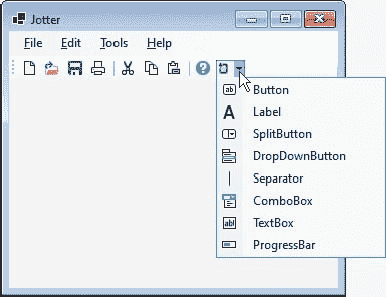 Jotter
File Edit Tools Help
Button
A Label
SplitButton
DropDownButton
Separator
ComboBox
TextBox
ProgressBar